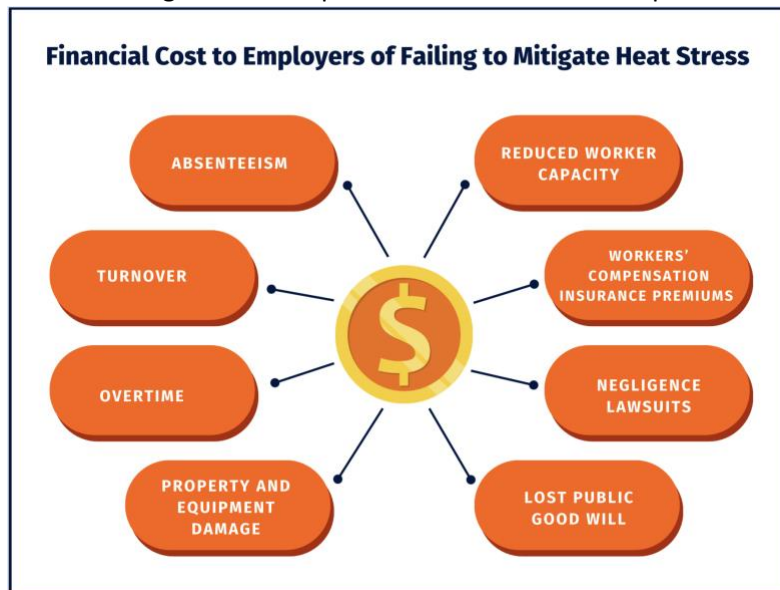 Financial Cost to Employers of Failing to Mitigate Heat Stress
ABSENTEEISM
REDUCED WORKER
CAPACITY
TURNOVER
WORKERS’
COMPENSATION
INSURANCE PREMIUMS
OVERTIME
NEGLIGENCE
LAWSUITS
PROPERTY AND
EQUIPMENT
DAMAGE
LOST PUBLIC
GOOD WILL
$